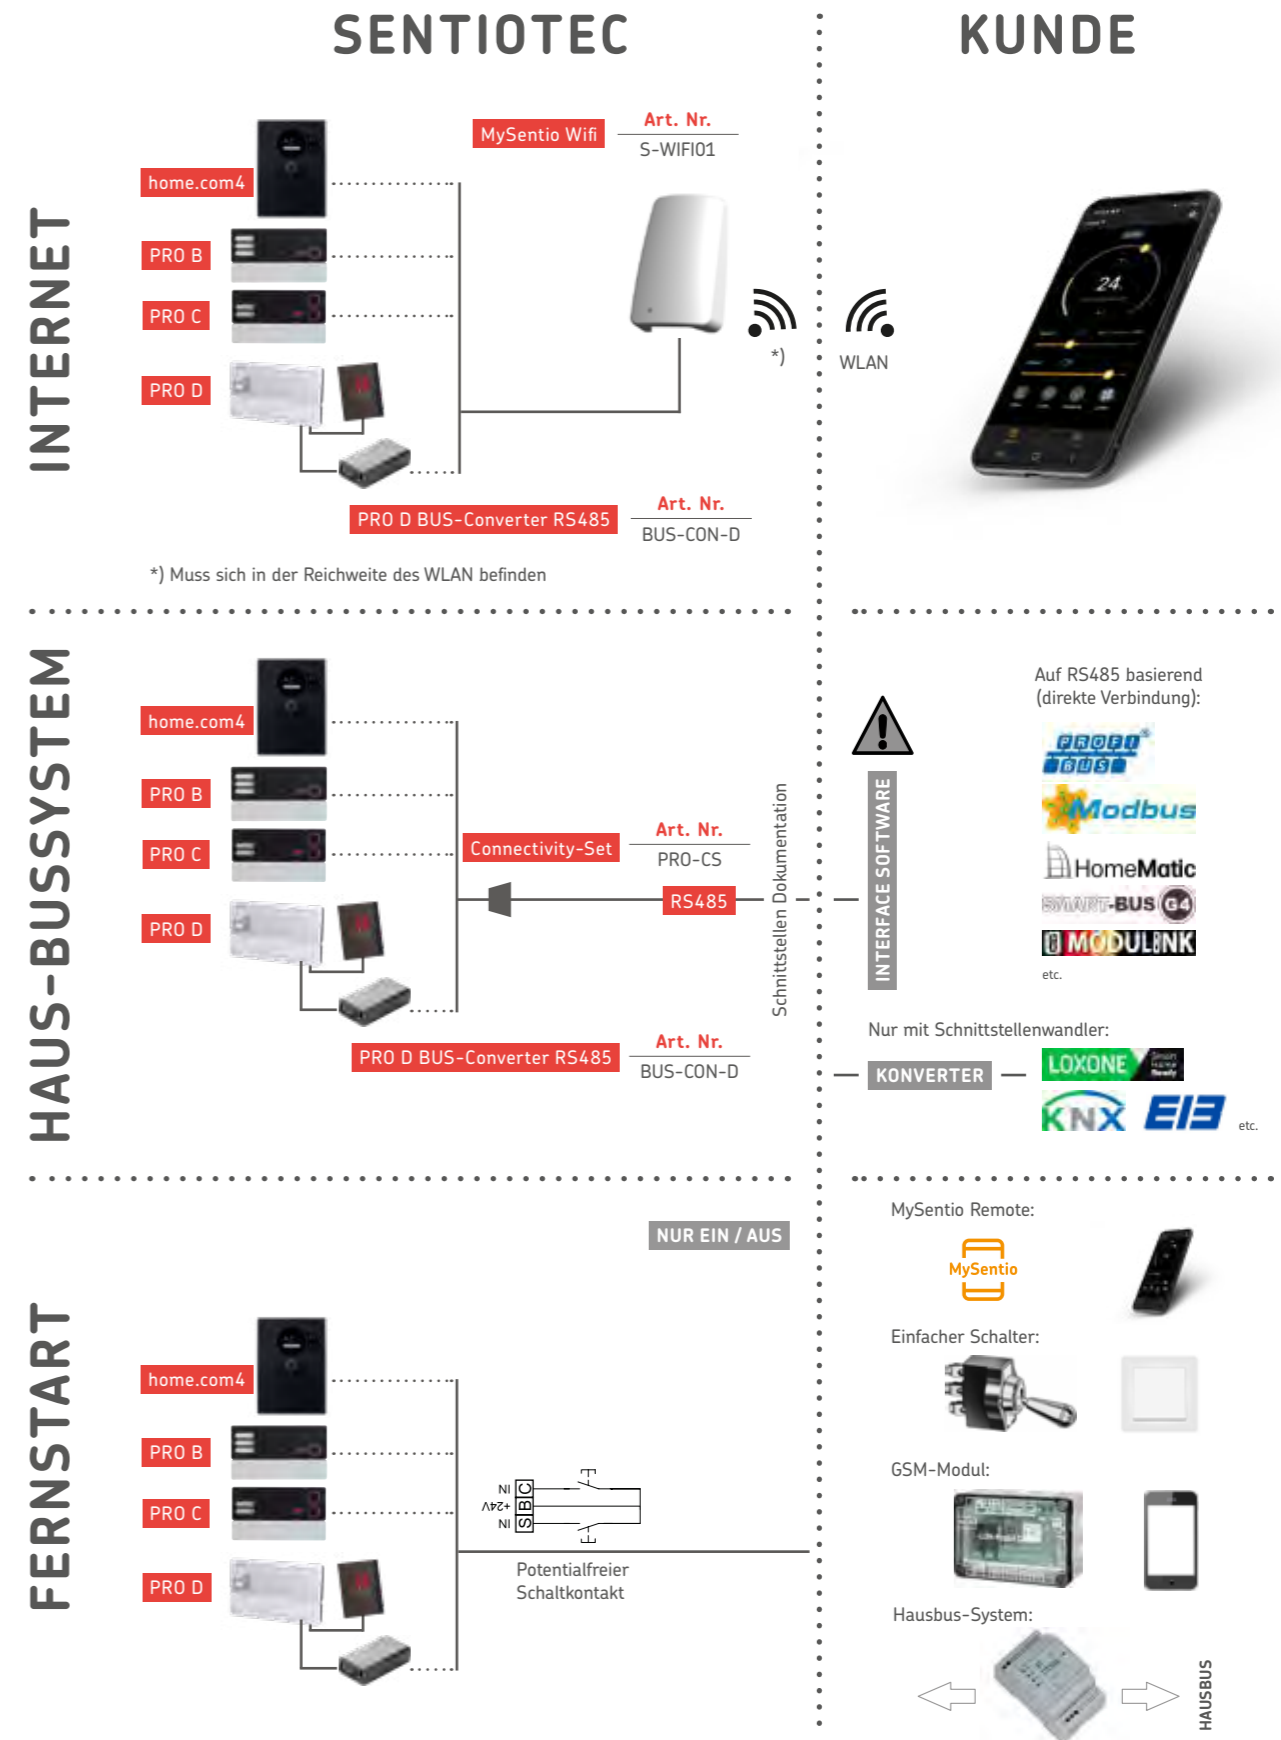 SENTIOTEC
KUNDE
INTERNET
MySentio Wifi
Art. Nr.
S-WIFI01
home.com4
PRO B
PRO C
PRO D
*)
WLAN
24
PRO D BUS-Converter RS485
Art. Nr.
BUS-CON-D
*) Muss sich in der Reichweite des WLAN befinden
HAUS-BUSSYSTEM
home.com4
PRO B
PRO C
PRO D
Connectivity-Set
Art. Nr.
PRO-CS
RS485
Schnittstellen Dokumentation
PRO D BUS-Converter RS485
Art. Nr.
BUS-CON-D
INTERFACE SOFTWARE
Auf RS485 basierend
(direkte Verbindung):
PROFI
BUS
Modbus
HomeMatic
SMART-BUS G4
MODULINK
etc.
Nur mit Schnittstellenwandler:
KONVERTER
LOXONE Smart Home Ready
KNX EIB etc.
FERNSTART
NUR EIN / AUS
home.com4
PRO B
PRO C
PRO D
IN C
+24V B
IN S
Potentialfreier
Schaltkontakt
MySentio Remote:
MySentio
Einfacher Schalter:
GSM-Modul:
Hausbus-System:
HAUSBUS